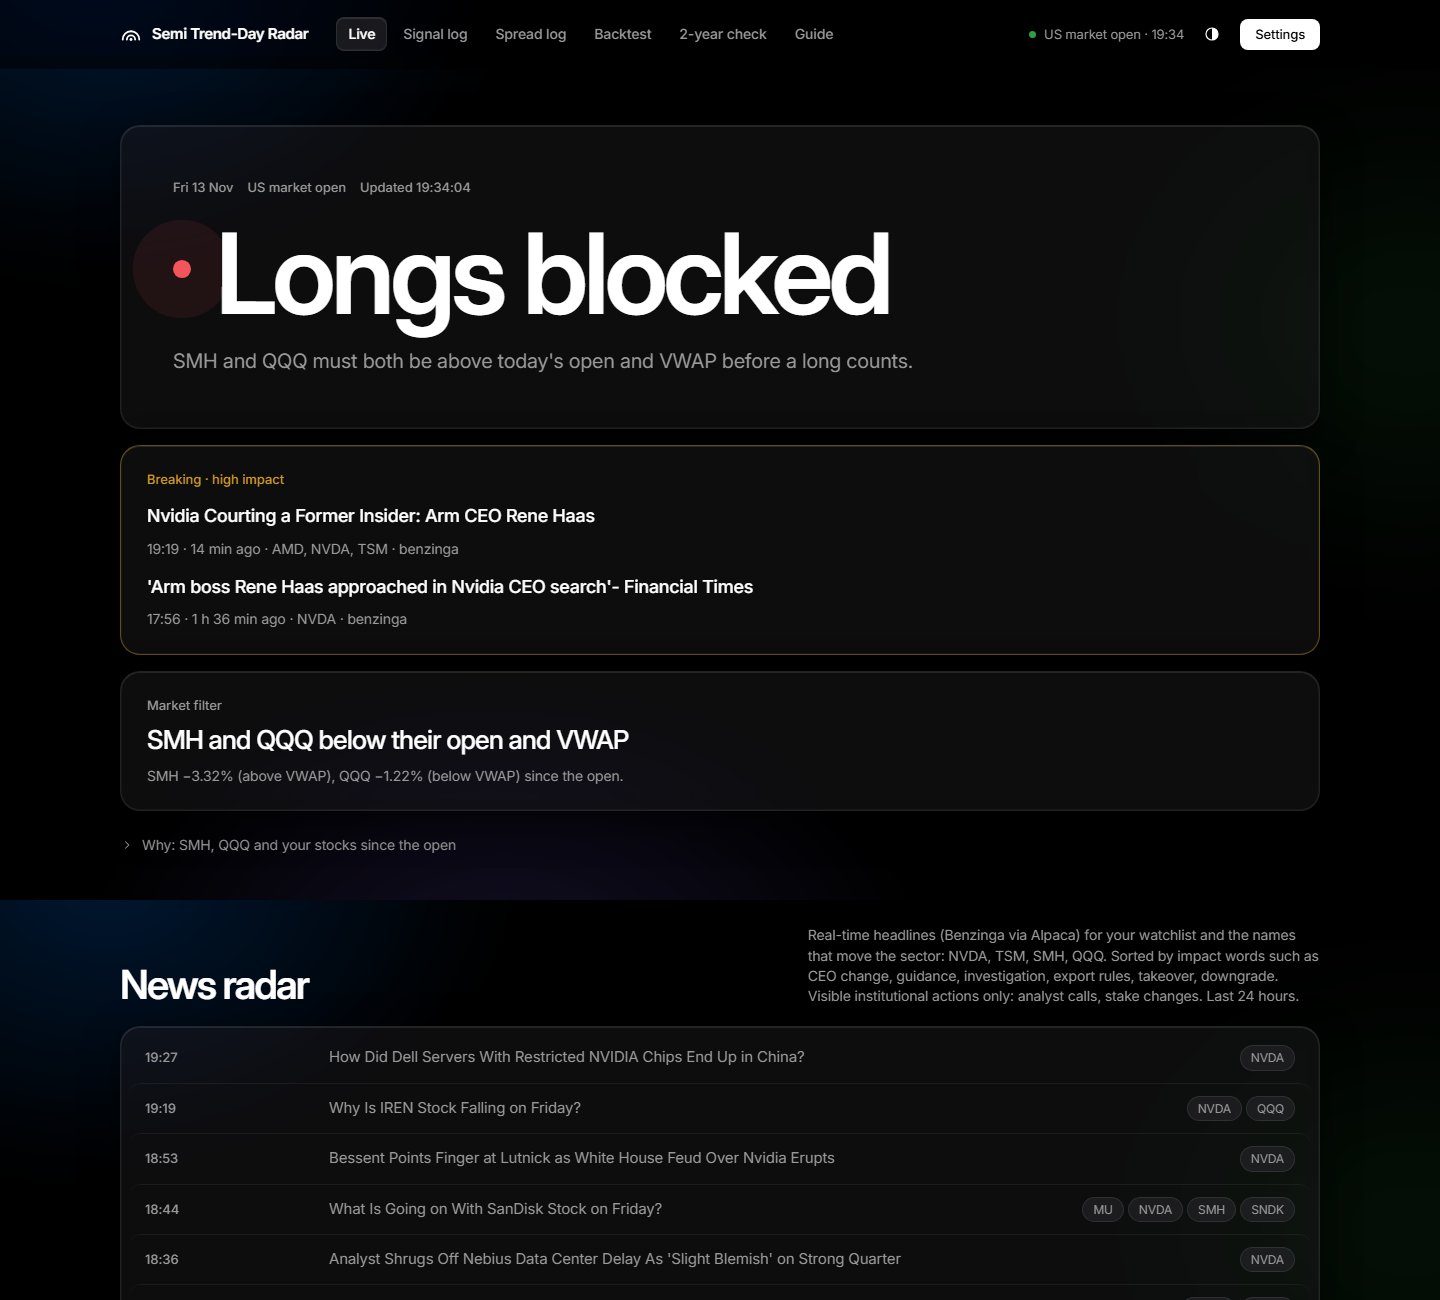 Semi Trend-Day Radar
Live
Signal log
Spread log
Backtest
2-year check
Guide
US market open · 19:34
Settings
Fri 13 Nov US market open Updated 19:34:04
Longs blocked
SMH and QQQ must both be above today's open and VWAP before a long counts.
Breaking · high impact
Nvidia Courting a Former Insider: Arm CEO Rene Haas
19:19 · 14 min ago · AMD, NVDA, TSM · benzinga
'Arm boss Rene Haas approached in Nvidia CEO search'- Financial Times
17:56 · 1 h 36 min ago · NVDA · benzinga
Market filter
SMH and QQQ below their open and VWAP
SMH −3.32% (above VWAP), QQQ −1.22% (below VWAP) since the open.
Why: SMH, QQQ and your stocks since the open
News radar
Real-time headlines (Benzinga via Alpaca) for your watchlist and the names
that move the sector: NVDA, TSM, SMH, QQQ. Sorted by impact words such as
CEO change, guidance, investigation, export rules, takeover, downgrade.
Visible institutional actions only: analyst calls, stake changes. Last 24 hours.
19:27 How Did Dell Servers With Restricted NVIDIA Chips End Up in China? NVDA
19:19 Why Is IREN Stock Falling on Friday? NVDA QQQ
18:53 Bessent Points Finger at Lutnick as White House Feud Over Nvidia Erupts NVDA
18:44 What Is Going on With SanDisk Stock on Friday? MU NVDA SMH SNDK
18:36 Analyst Shrugs Off Nebius Data Center Delay As 'Slight Blemish' on Strong Quarter NVDA